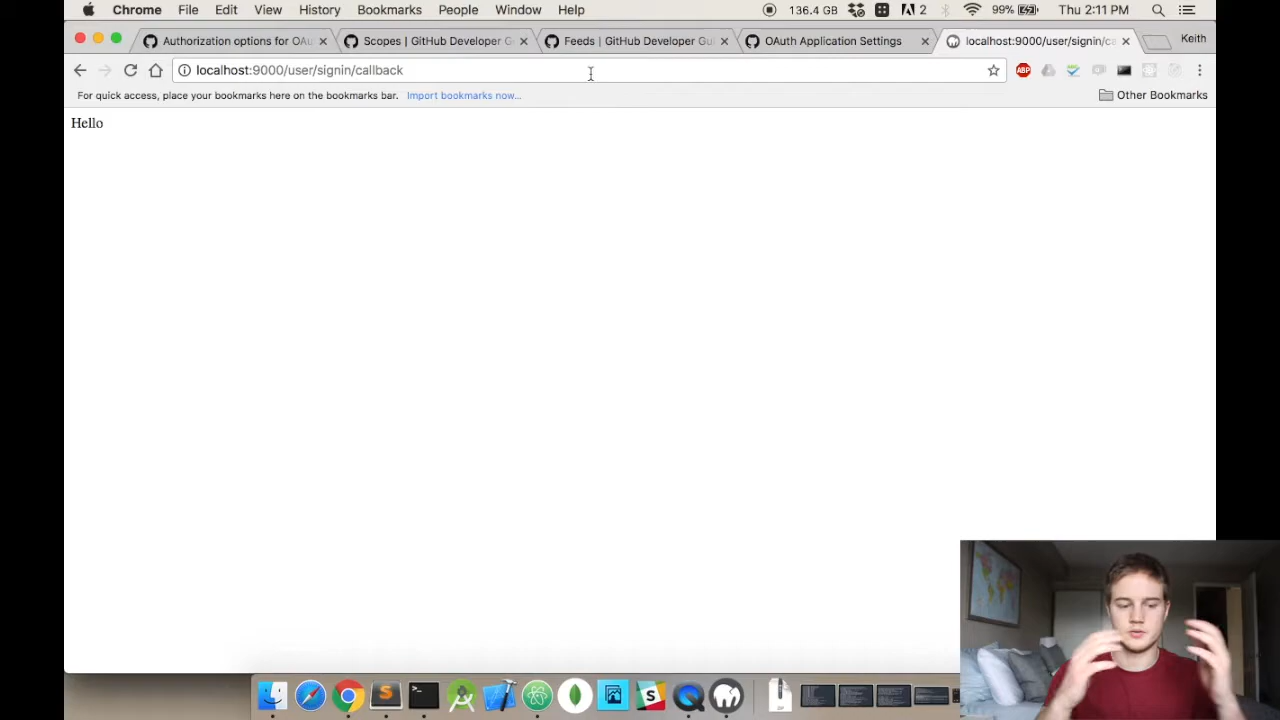 Chrome File Edit View History Bookmarks People Window Help 136.4 GB 2 99% Thu 2:11 PM
Authorization options for OAu Scopes | GitHub Developer G Feeds | GitHub Developer Gui OAuth Application Settings localhost:9000/user/signin/ca Keith
localhost:9000/user/signin/callback ABP
For quick access, place your bookmarks here on the bookmarks bar. Import bookmarks now... Other Bookmarks
Hello